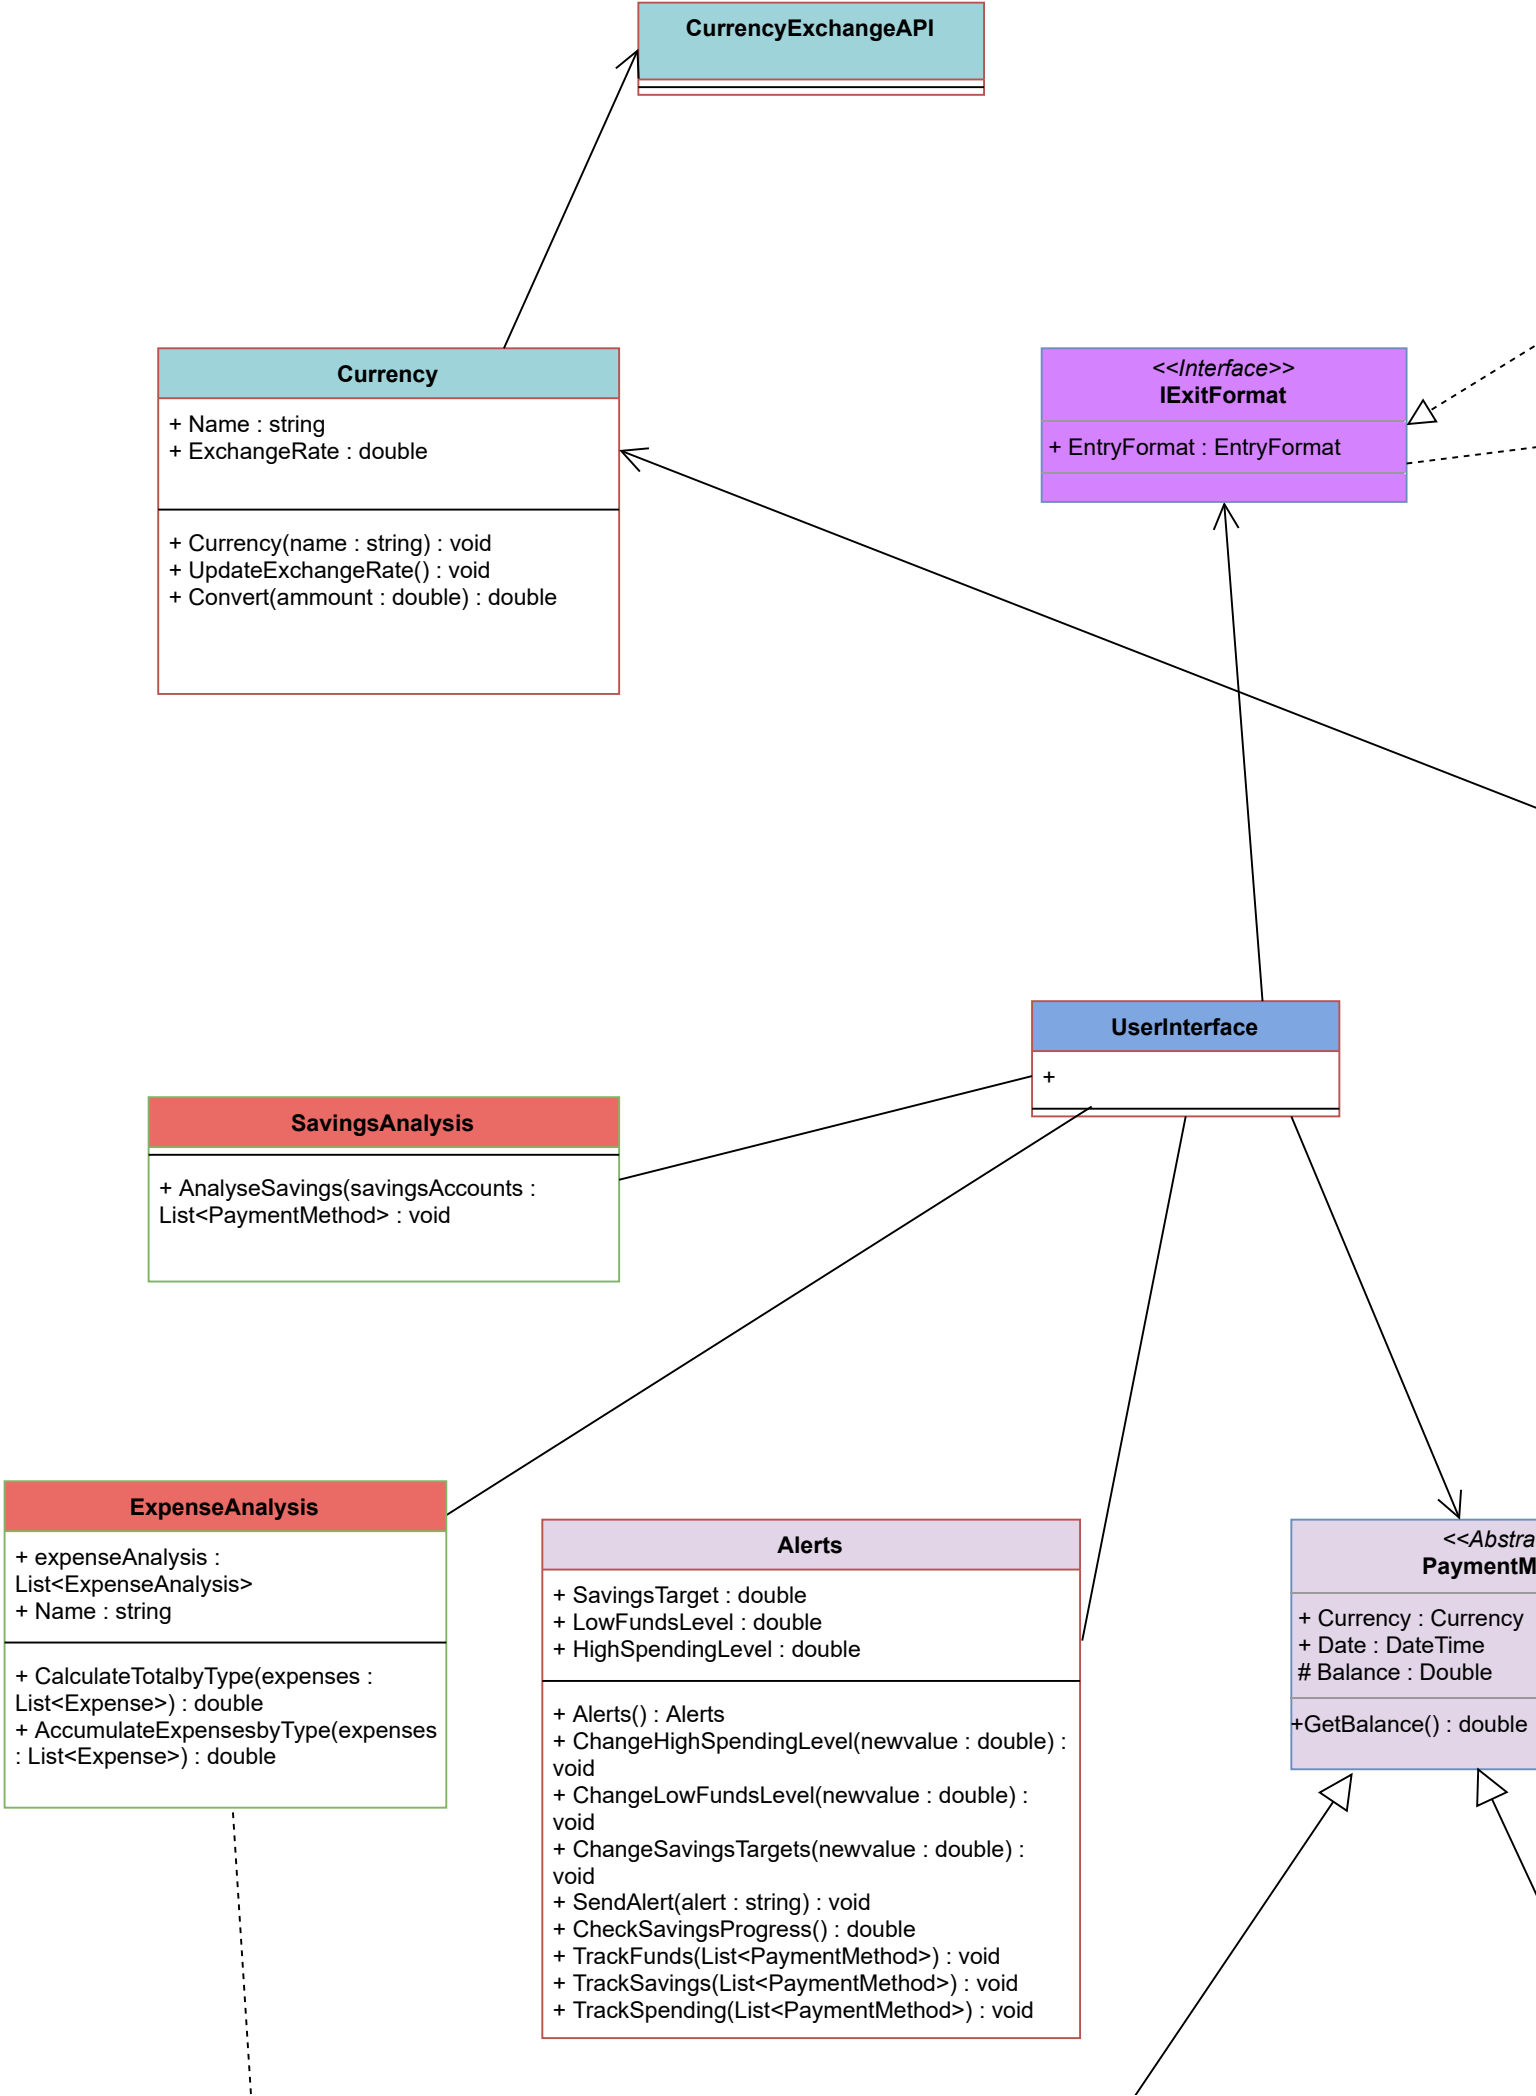 CurrencyExchangeAPI
Currency
+ Name : string
+ ExchangeRate : double
+ Currency(name : string) : void
+ UpdateExchangeRate() : void
+ Convert(ammount : double) : double
<<Interface>>
IExitFormat
+ EntryFormat : EntryFormat
UserInterface
+
SavingsAnalysis
+ AnalyseSavings(savingsAccounts :
List<PaymentMethod> : void
ExpenseAnalysis
+ expenseAnalysis :
List<ExpenseAnalysis>
+ Name : string
+ CalculateTotalbyType(expenses :
List<Expense>) : double
+ AccumulateExpensesbyType(expenses
: List<Expense>) : double
Alerts
+ SavingsTarget : double
+ LowFundsLevel : double
+ HighSpendingLevel : double
+ Alerts() : Alerts
+ ChangeHighSpendingLevel(newvalue : double) :
void
+ ChangeLowFundsLevel(newvalue : double) :
void
+ ChangeSavingsTargets(newvalue : double) :
void
+ SendAlert(alert : string) : void
+ CheckSavingsProgress() : double
+ TrackFunds(List<PaymentMethod>) : void
+ TrackSavings(List<PaymentMethod>) : void
+ TrackSpending(List<PaymentMethod>) : void
<<Abstra
PaymentM
+ Currency : Currency
+ Date : DateTime
# Balance : Double
+GetBalance() : double